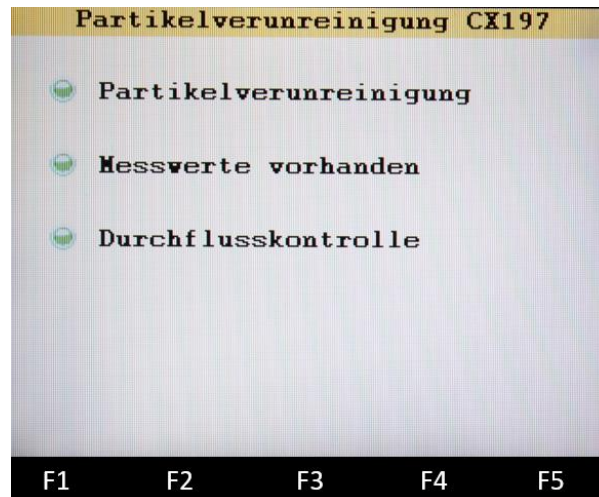 Partikelverunreinigung CX197
Partikelverunreinigung
Messwerte vorhanden
Durchflusskontrolle
F1 F2 F3 F4 F5